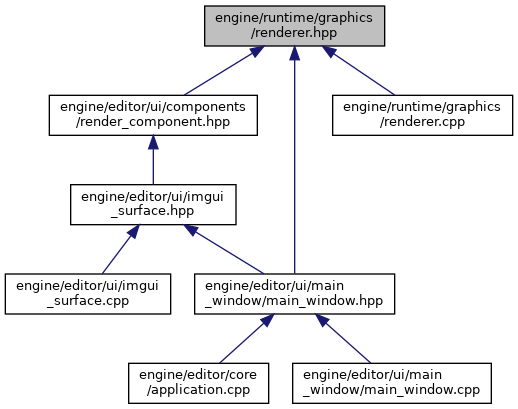 engine/runtime/graphics
/renderer.hpp
engine/editor/ui/components
/render_component.hpp
engine/runtime/graphics
/renderer.cpp
engine/editor/ui/imgui
_surface.hpp
engine/editor/ui/imgui
_surface.cpp
engine/editor/ui/main
_window/main_window.hpp
engine/editor/core
/application.cpp
engine/editor/ui/main
_window/main_window.cpp